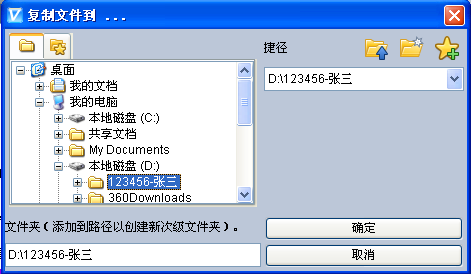 复制文件到 ...
捷径
桌面
我的文档
我的电脑
本地磁盘 (C:)
共享文档
My Documents
本地磁盘 (D:)
123456-张三
360Downloads
D:\123456-张三
文件夹 ( 添加到路径以创建新次级文件夹 ) 。
D:\123456-张三
确定
取消